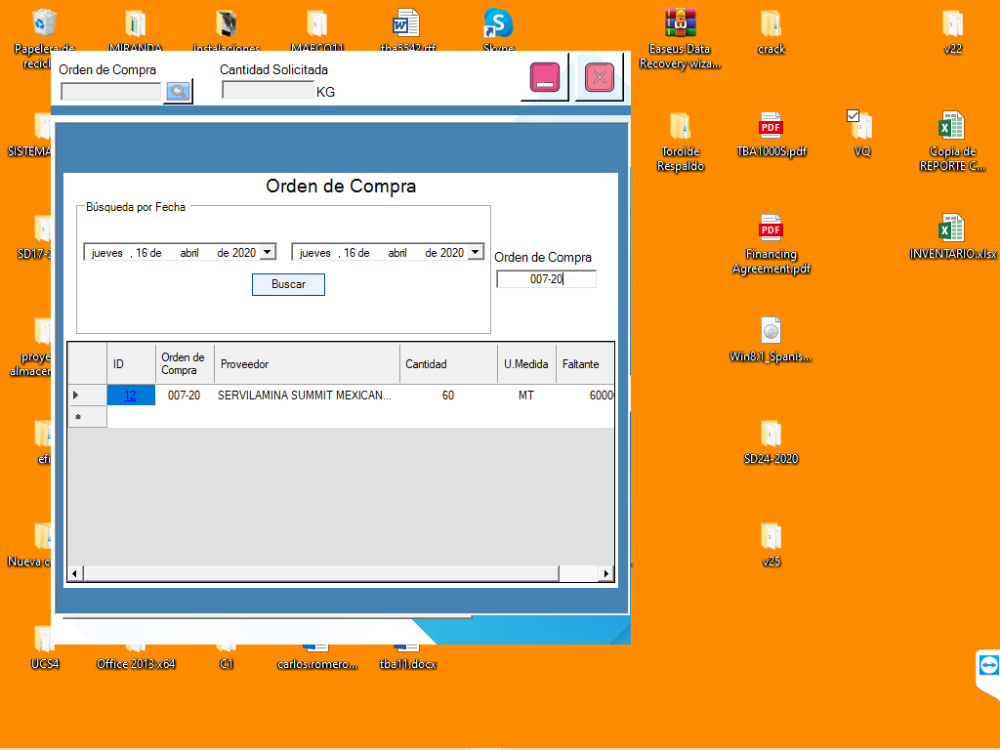 Papelera de
recicl
MIRANDA
instalaciones
MAECO11
tba5542.rtf
Skype
Easeus Data
Recovery wiza...
crack
v22
Orden de Compra
Cantidad Solicitada
KG
SISTEMA
Toroide
Respaldo
PDF
TBA1000S.pdf
VQ
Copia de
REPORTE C...
Orden de Compra
Búsqueda por Fecha
jueves , 16 de abril de 2020
jueves , 16 de abril de 2020
Buscar
Orden de Compra
007-20
SD17-2
PDF
Financing
Agreement.pdf
INVENTARIO.xlsx
proye
almacer
Win8.1_Spanis...
ID
Orden de
Compra
Proveedor
Cantidad
U.Medida
Faltante
12
007-20
SERVILAMINA SUMMIT MEXICAN...
60
MT
6000
efi
SD24-2020
Nueva c
v25
UCS4
Office 2013 x64
C1
carlos.romero...
tba11.docx